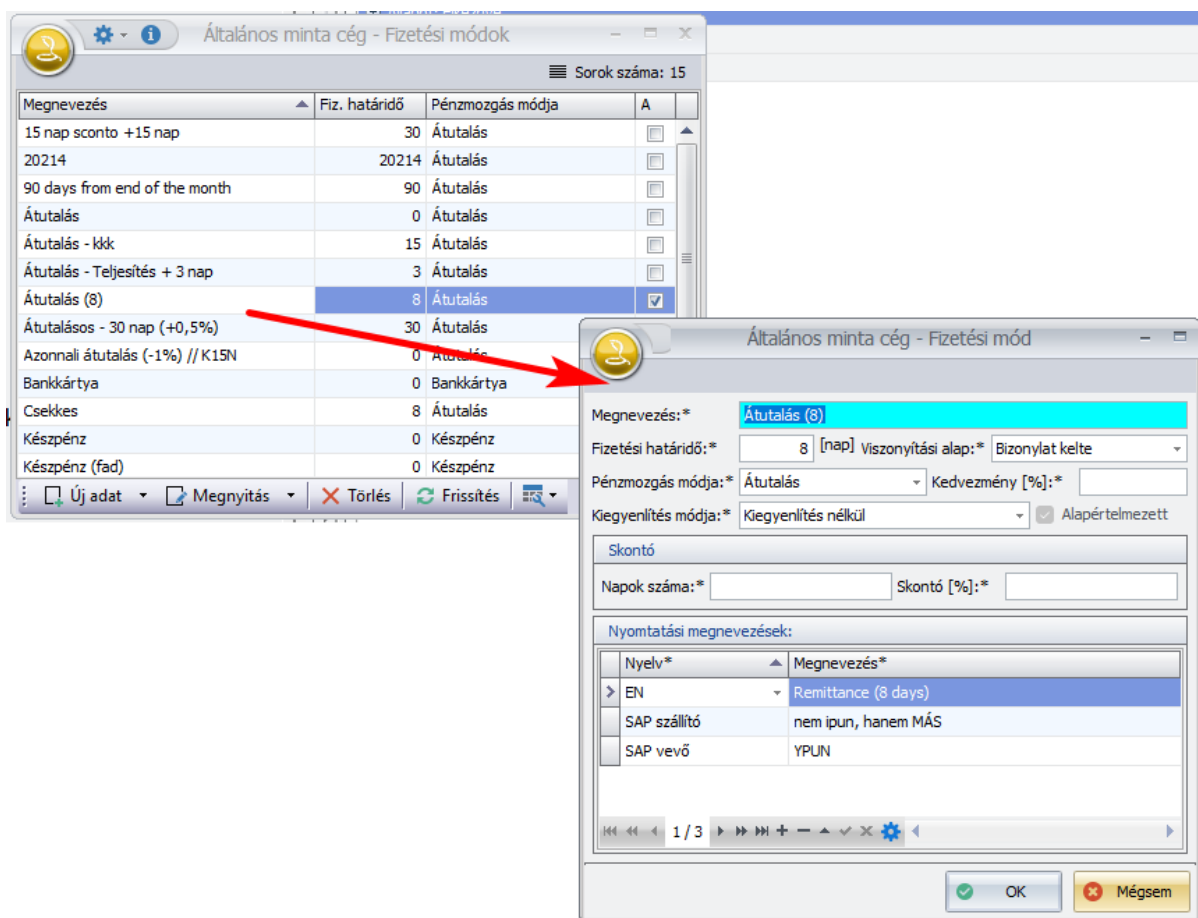 Általános minta cég - Fizetési módok
Sorok száma: 15
Megnevezés Fiz. határidő Pénzmozgás módja A
15 nap sconto +15 nap 30 Átutalás
20214 20214 Átutalás
90 days from end of the month 90 Átutalás
Átutalás 0 Átutalás
Átutalás - kkk 15 Átutalás
Átutalás - Teljesítés + 3 nap 3 Átutalás
Átutalás (8) 8 Átutalás
Átutalásos - 30 nap (+0,5%) 30 Átutalás
Azonnali átutalás (-1%) // K15N 0 Átutalás
Bankkártya 0 Bankkártya
Csekkes 8 Átutalás
Készpénz 0 Készpénz
Készpénz (fad) 0 Készpénz
Új adat Megnyitás Törlés Frissítés
Általános minta cég - Fizetési mód
Megnevezés:* Átutalás (8)
Fizetési határidő:* 8 [nap] Viszonyítási alap:* Bizonylat kelte
Pénzmozgás módja:* Átutalás Kedvezmény [%]:*
Kiegyenlítés módja:* Kiegyenlítés nélkül Alapértelmezett
Skontó
Napok száma:* Skontó [%]:*
Nyomtatási megnevezések:
Nyelv* Megnevezés*
EN Remittance (8 days)
SAP szállító nem ipun, hanem MÁS
SAP vevő YPUN
1 / 3
OK Mégsem